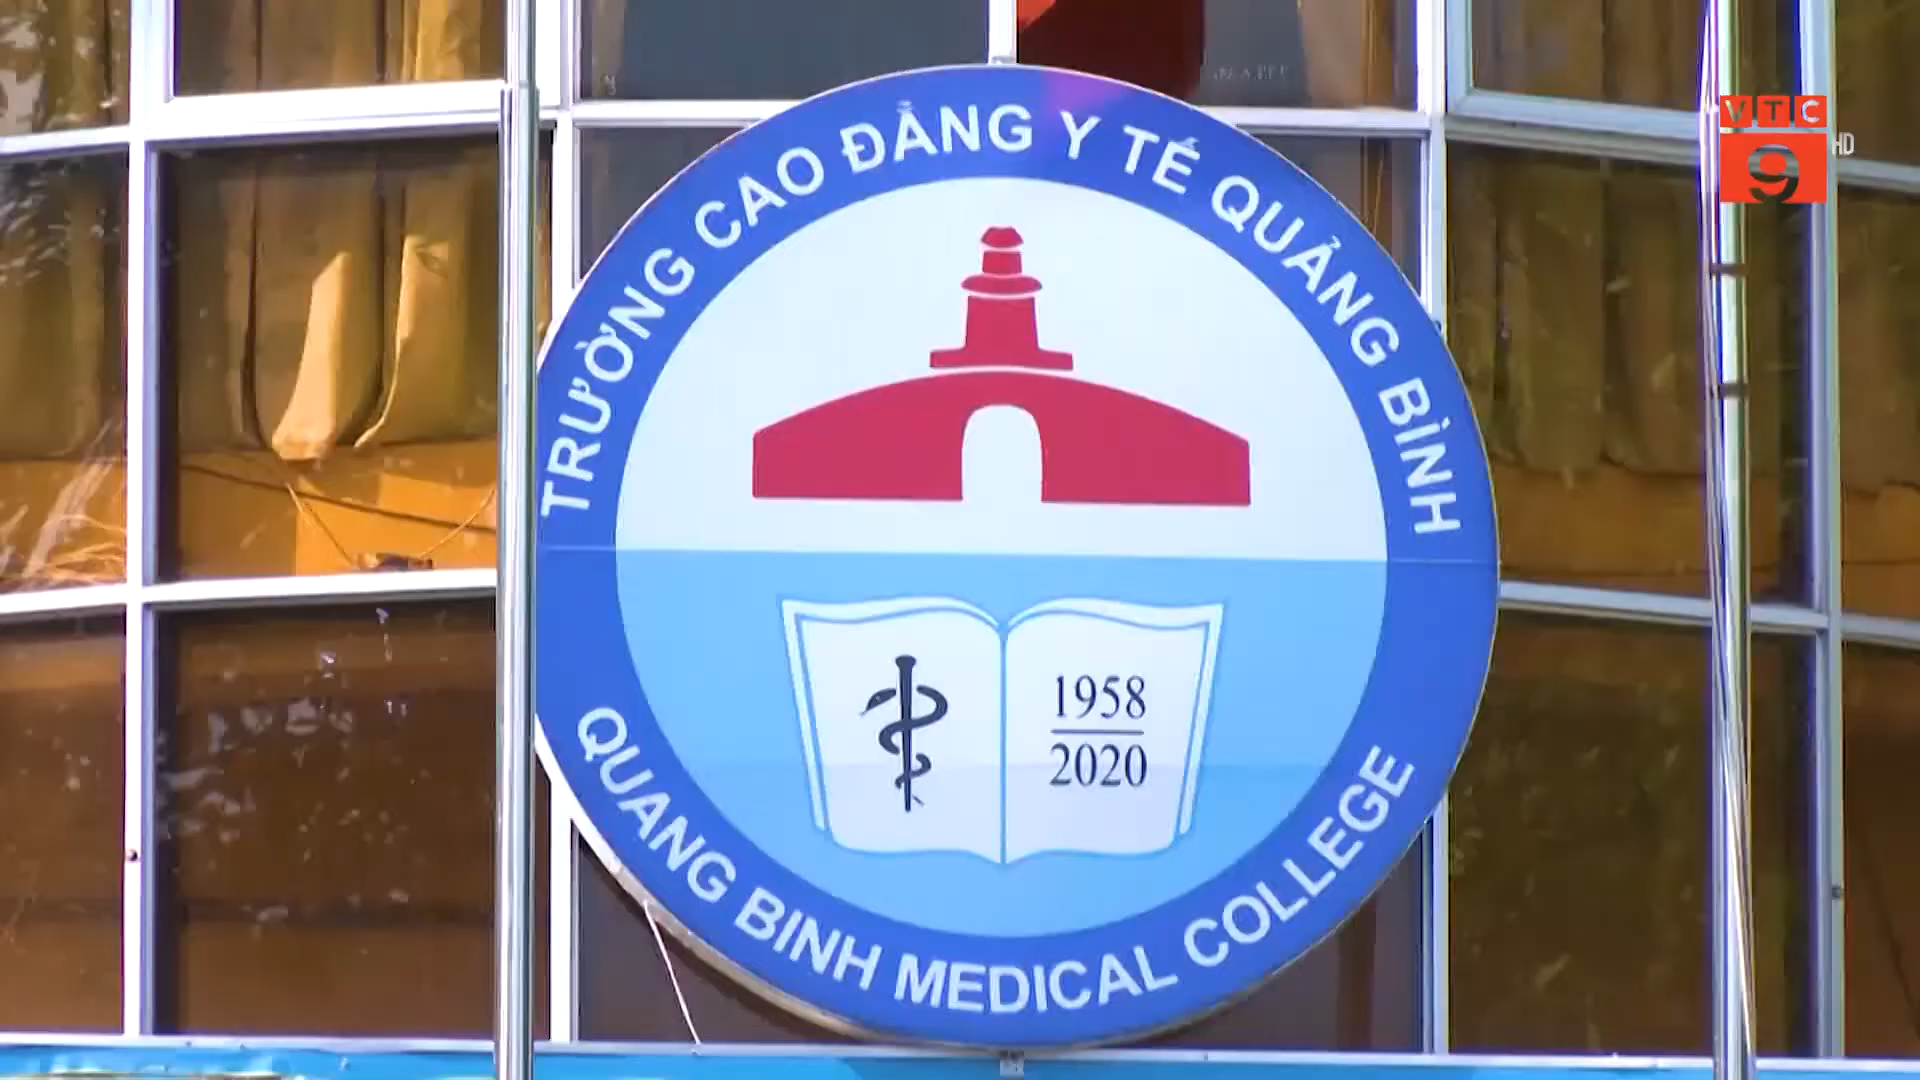 TRƯỜNG CAO ĐẲNG Y TẾ QUẢNG BÌNH
1958
2020
QUANG BINH MEDICAL COLLEGE
VTC
9
HD